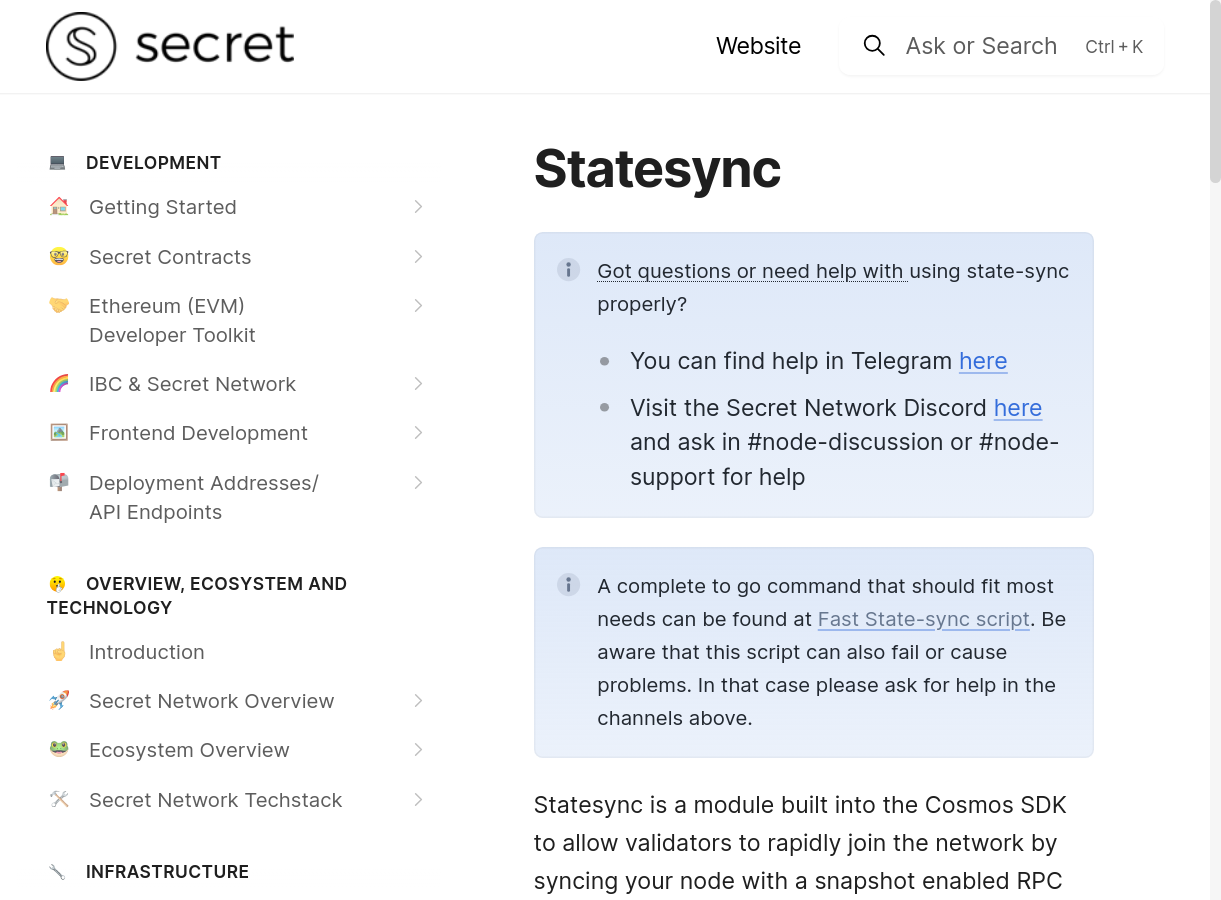 secret
Website
Ask or Search
Ctrl + K
DEVELOPMENT
Getting Started
Secret Contracts
Ethereum (EVM)
Developer Toolkit
IBC & Secret Network
Frontend Development
Deployment Addresses/
API Endpoints
OVERVIEW, ECOSYSTEM AND
TECHNOLOGY
Introduction
Secret Network Overview
Ecosystem Overview
Secret Network Techstack
INFRASTRUCTURE
Statesync
Got questions or need help with using state-sync
properly?
You can find help in Telegram here
Visit the Secret Network Discord here
and ask in #node-discussion or #node-
support for help
A complete to go command that should fit most
needs can be found at Fast State-sync script. Be
aware that this script can also fail or cause
problems. In that case please ask for help in the
channels above.
Statesync is a module built into the Cosmos SDK
to allow validators to rapidly join the network by
syncing your node with a snapshot enabled RPC